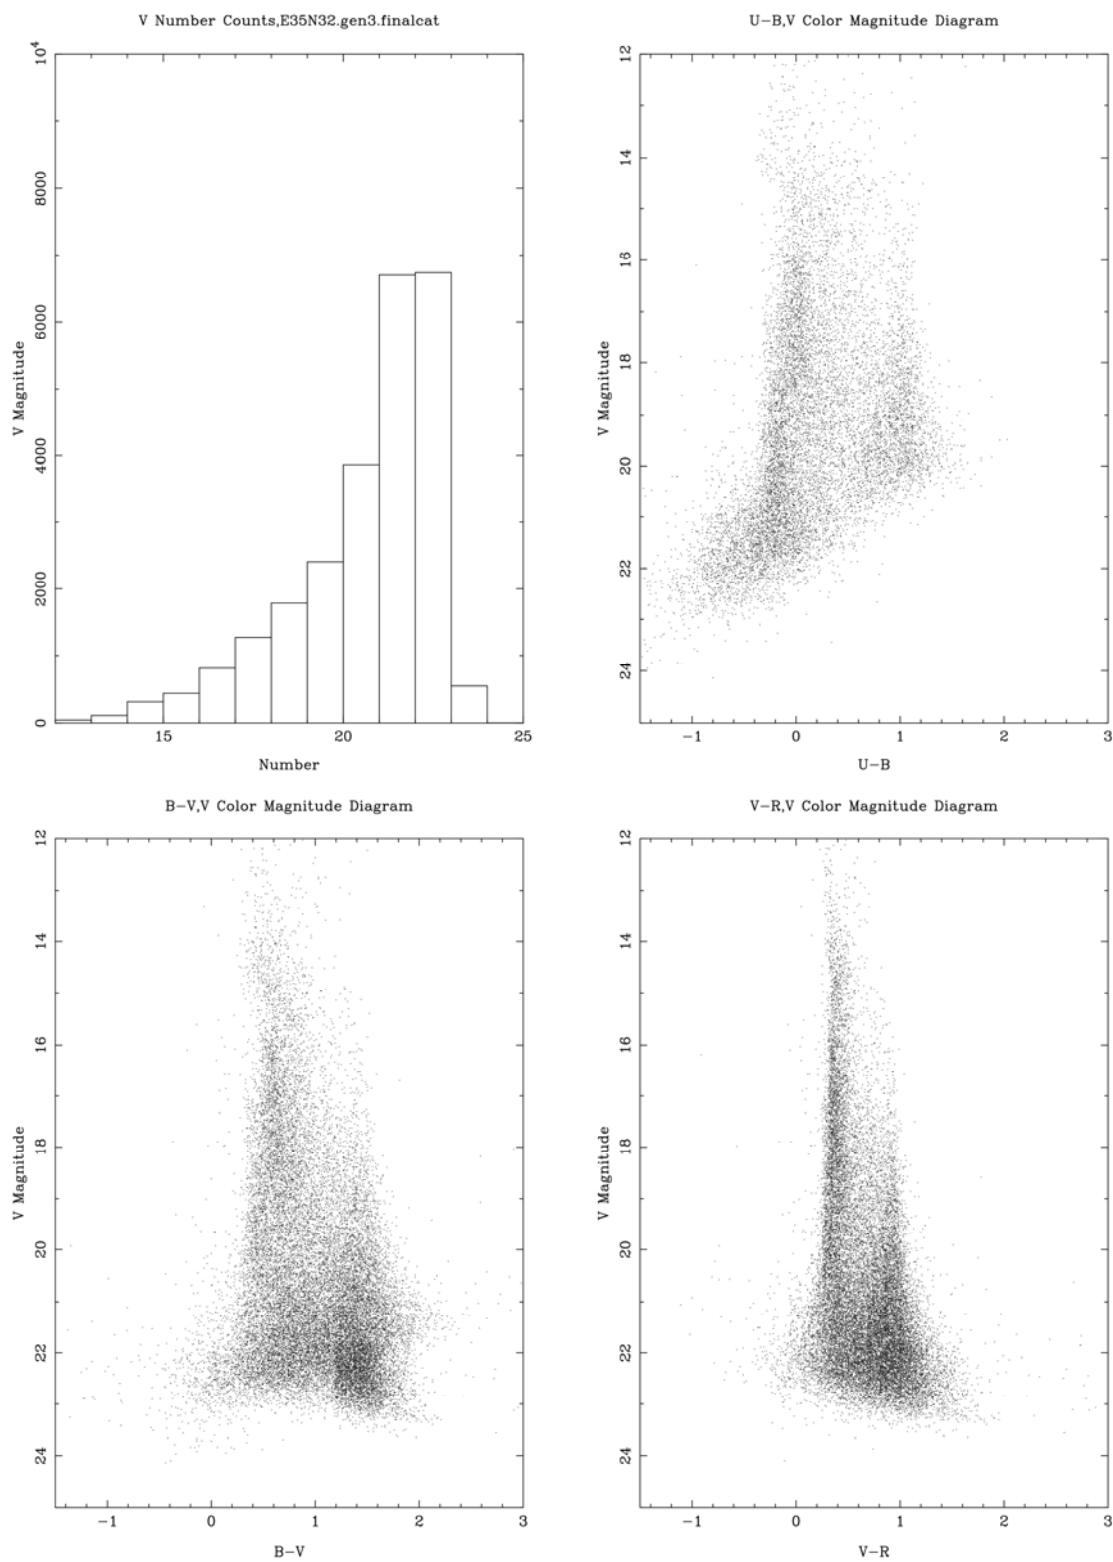 V Number Counts,E35N32.gen3.finalcat
V Magnitude
0
2000
4000
6000
8000
10⁴
15 20 25
Number
U-B,V Color Magnitude Diagram
V Magnitude
12
14
16
18
20
22
24
-1 0 1 2 3
U-B
B-V,V Color Magnitude Diagram
V Magnitude
12
14
16
18
20
22
24
-1 0 1 2 3
B-V
V-R,V Color Magnitude Diagram
V Magnitude
12
14
16
18
20
22
24
-1 0 1 2 3
V-R